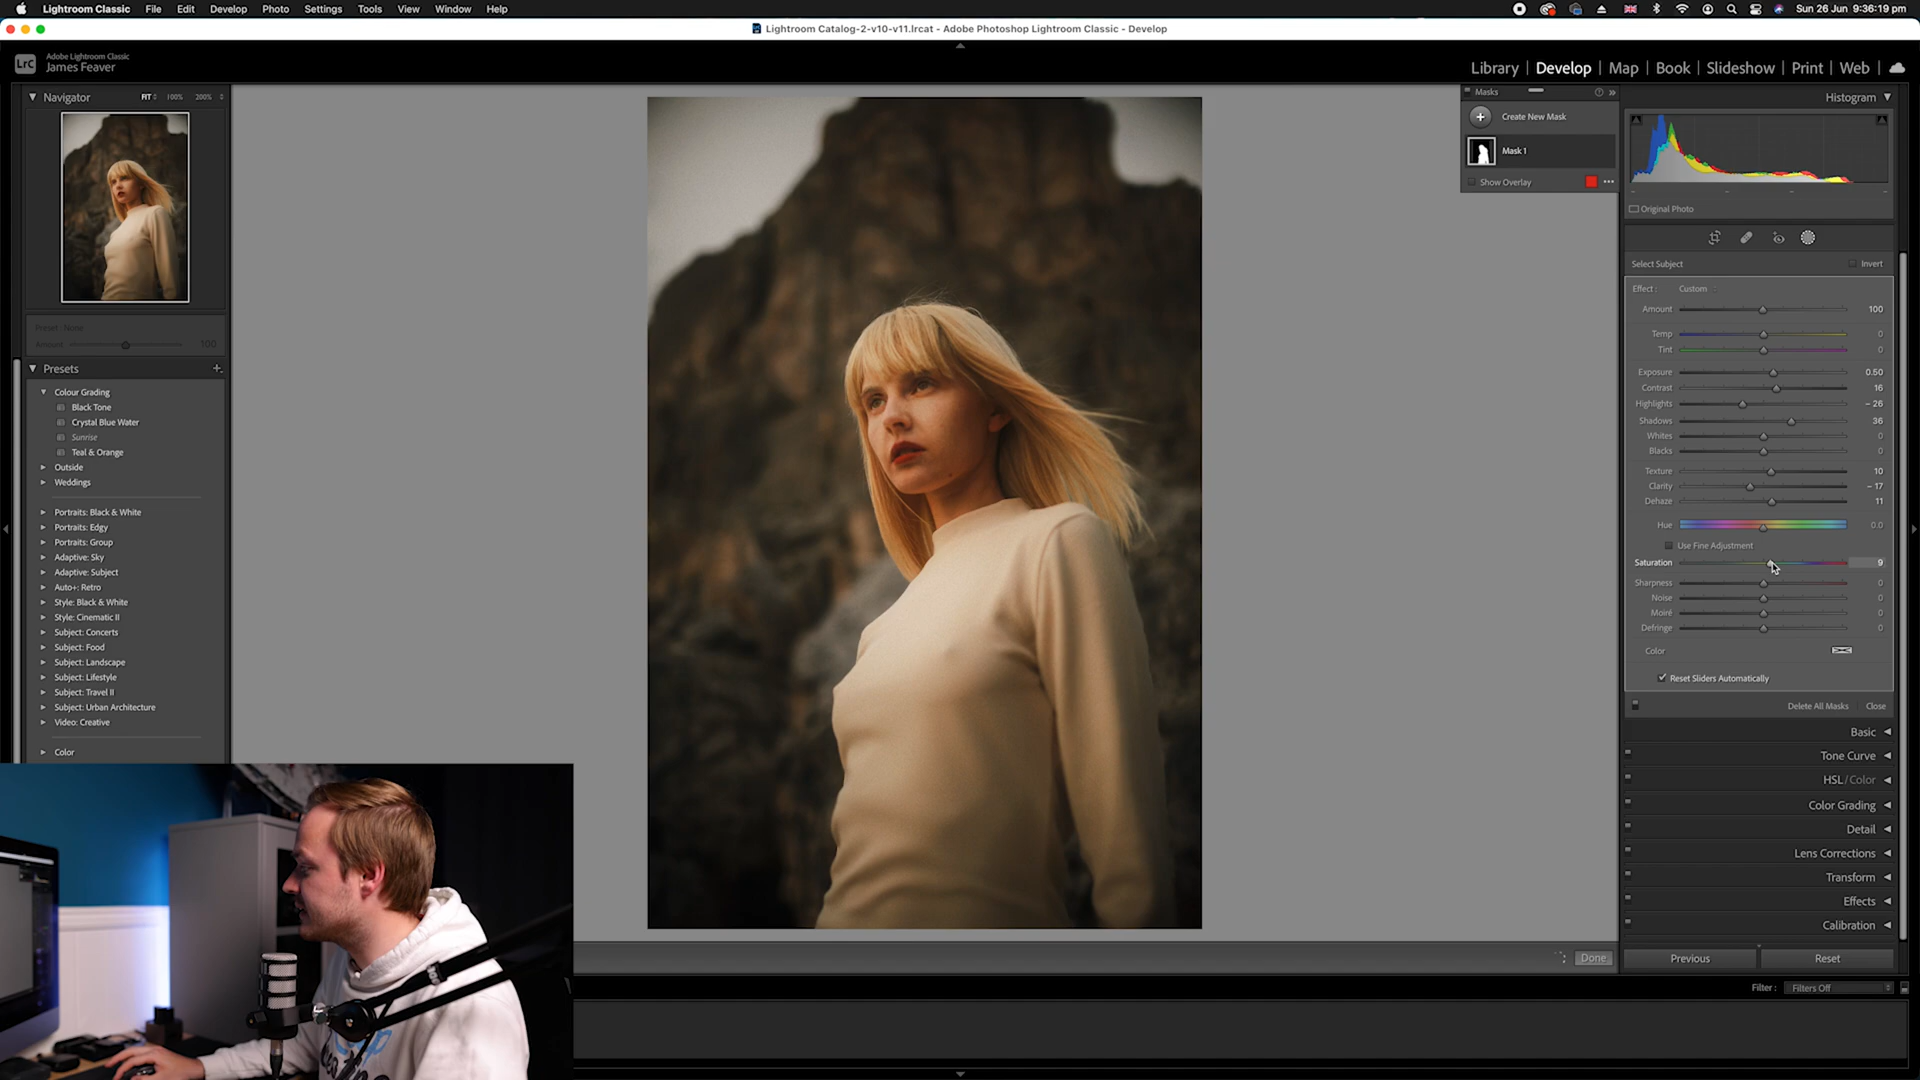 Lightroom Classic File Edit Develop Photo Settings Tools View Window Help Sun 26 Jun 9:36:19 pm
Lightroom Catalog-2-v10-v11.lrcat - Adobe Photoshop Lightroom Classic - Develop
LrC Adobe Lightroom Classic
James Feaver
Library | Develop | Map | Book | Slideshow | Print | Web |
Navigator FIT 100% 200%
Preset: None
Amount 100
Presets +
Colour Grading
Black Tone
Crystal Blue Water
Sunrise
Teal & Orange
Outside
Weddings
Portraits: Black & White
Portraits: Edgy
Portraits: Group
Adaptive: Sky
Adaptive: Subject
Auto+: Retro
Style: Black & White
Style: Cinematic II
Subject: Concerts
Subject: Food
Subject: Landscape
Subject: Lifestyle
Subject: Travel II
Subject: Urban Architecture
Video: Creative
Color
Masks
Create New Mask
Mask 1
Show Overlay
Histogram
Original Photo
Select Subject Invert
Effect: Custom
Amount 100
Temp 0
Tint 0
Exposure 0.50
Contrast 16
Highlights – 26
Shadows 36
Whites 0
Blacks 0
Texture 10
Clarity – 17
Dehaze 11
Hue 0.0
Use Fine Adjustment
Saturation 9
Sharpness 0
Noise 0
Moiré 0
Defringe 0
Color
Reset Sliders Automatically
Delete All Masks Close
Basic
Tone Curve
HSL / Color
Color Grading
Detail
Lens Corrections
Transform
Effects
Calibration
Done Previous Reset
Filter: Filters Off